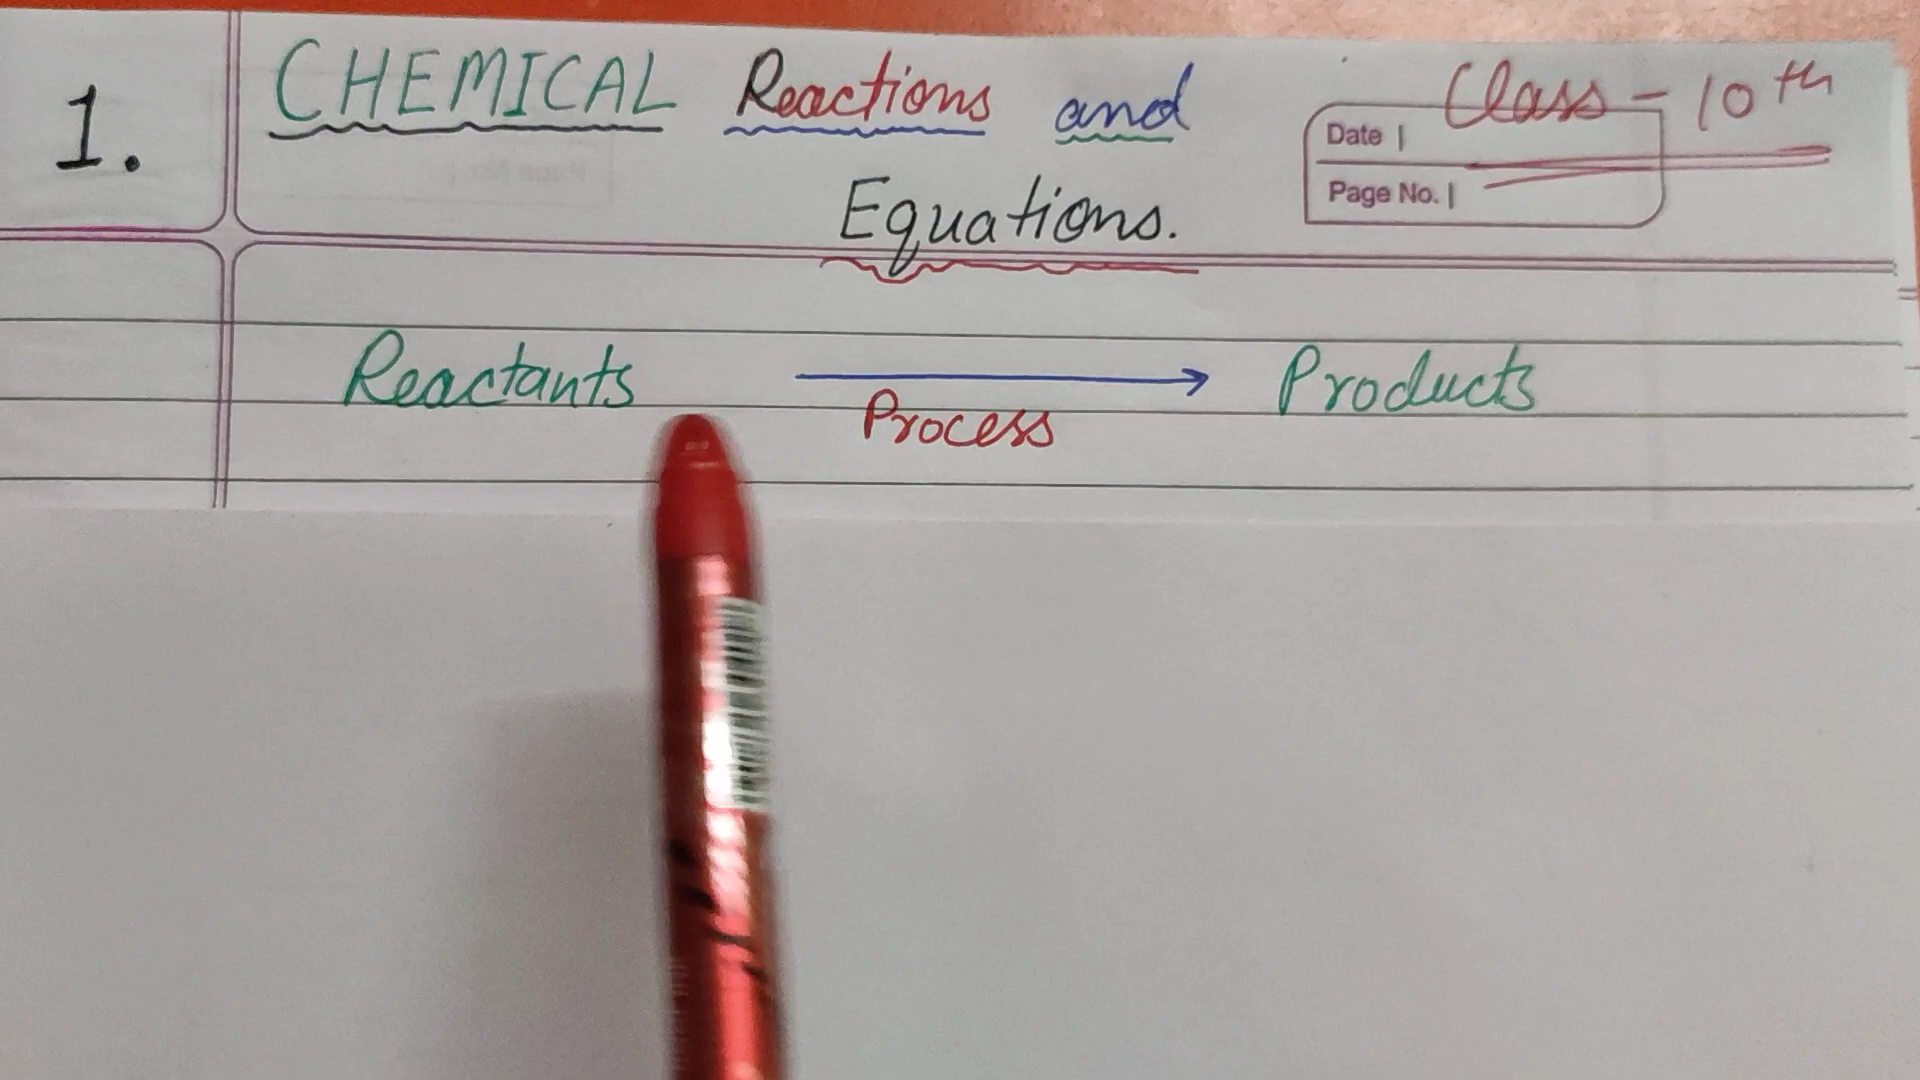 1. CHEMICAL Reactions and
Equations.
Class - 10th
Date
Page No.
Reactants → Products
Process